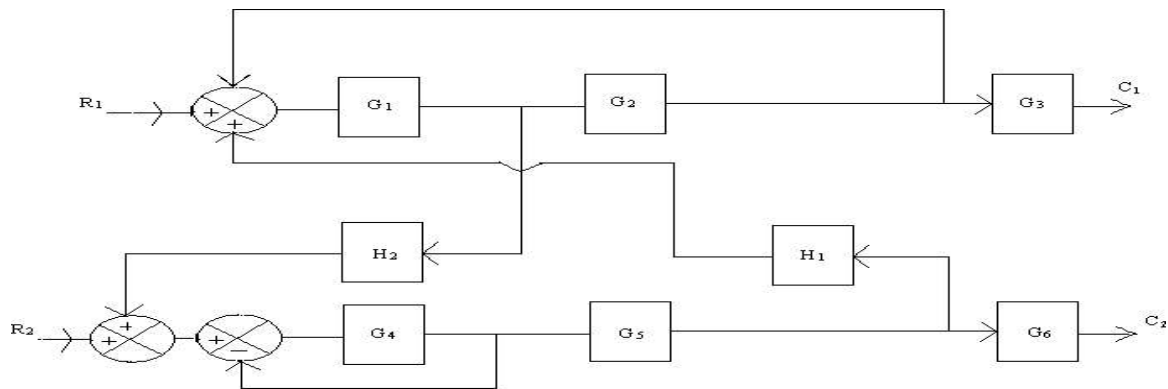 R₁ + + G₁ G₂ G₃ C₁
H₂ H₁
R₂ + + + − G₄ G₅ G₆ C₂